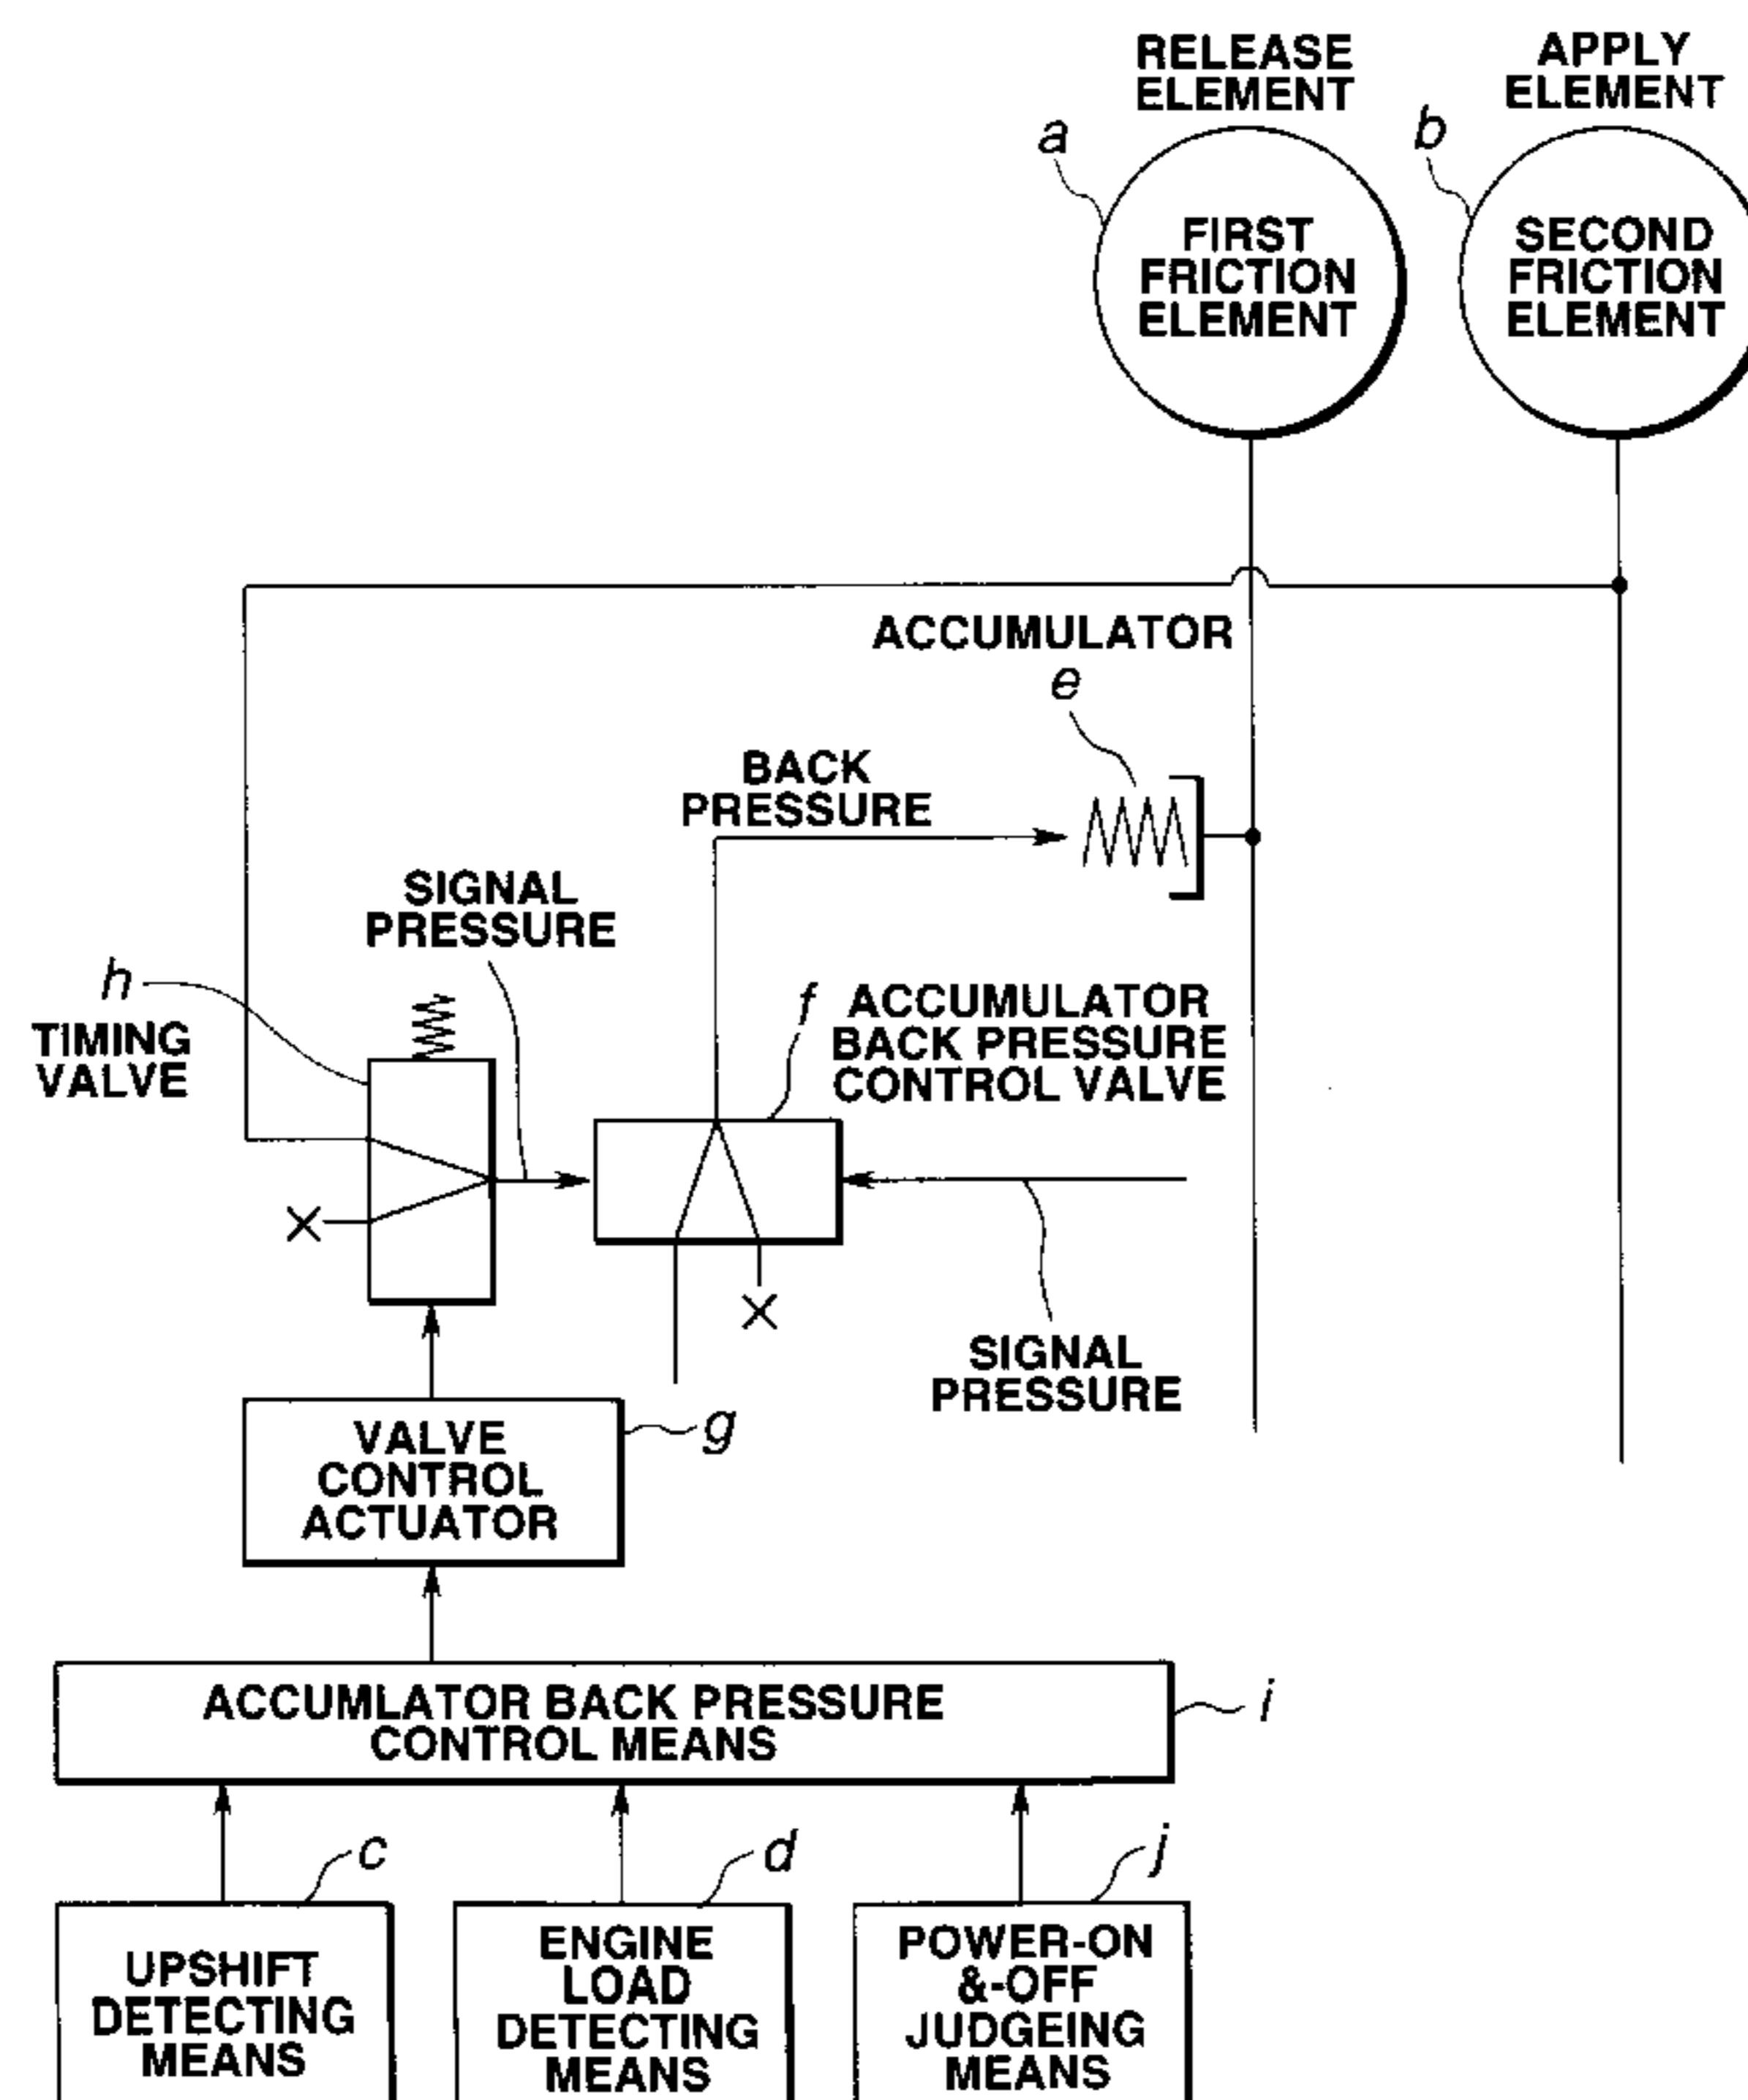 RELEASE
ELEMENT
APPLY
ELEMENT
a
b
FIRST
FRICTION
ELEMENT
SECOND
FRICTION
ELEMENT
ACCUMULATOR
e
BACK
PRESSURE
SIGNAL
PRESSURE
h
TIMING
VALVE
f
ACCUMULATOR
BACK PRESSURE
CONTROL VALVE
SIGNAL
PRESSURE
VALVE
CONTROL
ACTUATOR
g
ACCUMLATOR BACK PRESSURE
CONTROL MEANS
i
c
d
j
UPSHIFT
DETECTING
MEANS
ENGINE
LOAD
DETECTING
MEANS
POWER-ON
&-OFF
JUDGEING
MEANS